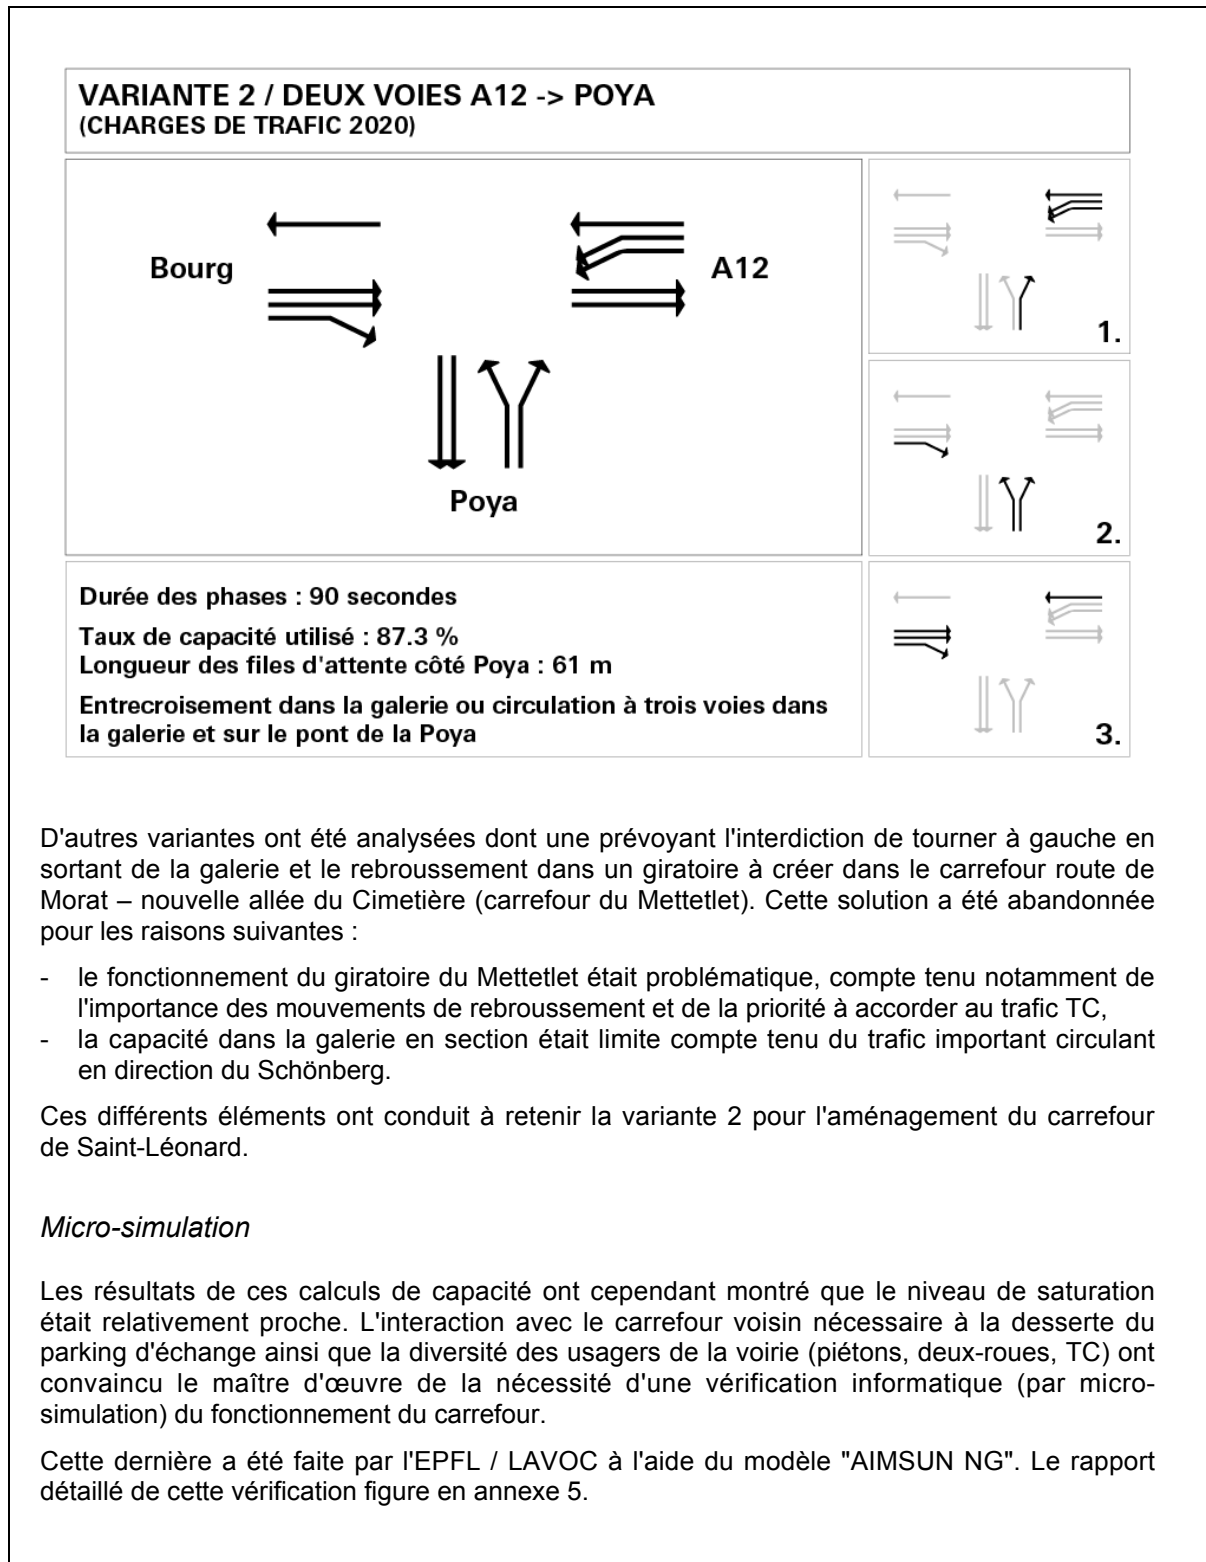 VARIANTE 2 / DEUX VOIES A12 -> POYA
(CHARGES DE TRAFIC 2020)
Bourg
A12
Poya
1.
2.
3.
Durée des phases : 90 secondes
Taux de capacité utilisé : 87.3 %
Longueur des files d'attente côté Poya : 61 m
Entrecroisement dans la galerie ou circulation à trois voies dans
la galerie et sur le pont de la Poya
D'autres variantes ont été analysées dont une prévoyant l'interdiction de tourner à gauche en
sortant de la galerie et le rebroussement dans un giratoire à créer dans le carrefour route de
Morat – nouvelle allée du Cimetière (carrefour du Mettetlet). Cette solution a été abandonnée
pour les raisons suivantes :
- le fonctionnement du giratoire du Mettetlet était problématique, compte tenu notamment de
l'importance des mouvements de rebroussement et de la priorité à accorder au trafic TC,
- la capacité dans la galerie en section était limite compte tenu du trafic important circulant
en direction du Schönberg.
Ces différents éléments ont conduit à retenir la variante 2 pour l'aménagement du carrefour
de Saint-Léonard.
Micro-simulation
Les résultats de ces calculs de capacité ont cependant montré que le niveau de saturation
était relativement proche. L'interaction avec le carrefour voisin nécessaire à la desserte du
parking d'échange ainsi que la diversité des usagers de la voirie (piétons, deux-roues, TC) ont
convaincu le maître d'œuvre de la nécessité d'une vérification informatique (par micro-
simulation) du fonctionnement du carrefour.
Cette dernière a été faite par l'EPFL / LAVOC à l'aide du modèle "AIMSUN NG". Le rapport
détaillé de cette vérification figure en annexe 5.